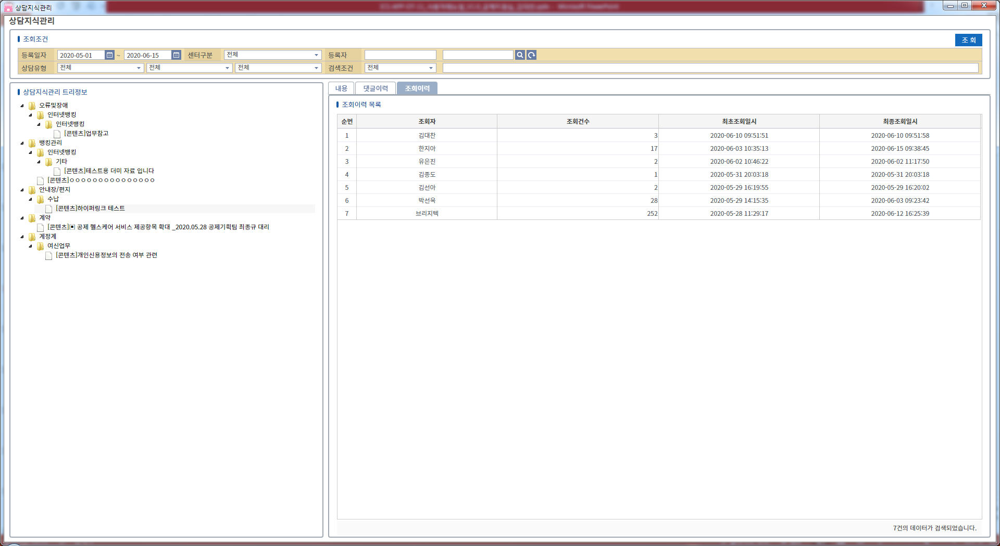 상담지식관리
상담지식관리
조회조건
조 회
등록일자 2020-05-01 ~ 2020-06-15 센터구분 전체 등록자
상담유형 전체 전체 전체 검색조건 전체
상담지식관리 트리정보
오류및장애
인터넷뱅킹
인터넷뱅킹
[콘텐츠]업무참고
뱅킹관리
인터넷뱅킹
기타
[콘텐츠]테스트용 더미 자료 입니다
[콘텐츠]ㅇㅇㅇㅇㅇㅇㅇㅇㅇㅇㅇㅇㅇㅇㅇ
안내장/편지
수납
[콘텐츠]하이퍼링크 테스트
계약
[콘텐츠]▣ 공제 헬스케어 서비스 제공항목 확대 _2020.05.28 공제기획팀 최종규 대리
계정계
여신업무
[콘텐츠]개인신용정보의 전송 여부 관련
내용 댓글이력 조회이력
조회이력 목록
순번 조회자 조회건수 최초조회일시 최종조회일시
1 김대찬 3 2020-06-10 09:51:51 2020-06-10 09:51:58
2 한지아 17 2020-06-03 10:35:13 2020-06-15 09:38:45
3 유은진 2 2020-06-02 10:46:22 2020-06-02 11:17:50
4 김종도 1 2020-05-31 20:03:18 2020-05-31 20:03:18
5 김선아 2 2020-05-29 16:19:55 2020-05-29 16:20:02
6 박선옥 28 2020-05-29 14:15:35 2020-06-03 09:23:42
7 브리지텍 252 2020-05-28 11:29:17 2020-06-12 16:25:39
7건의 데이터가 검색되었습니다.